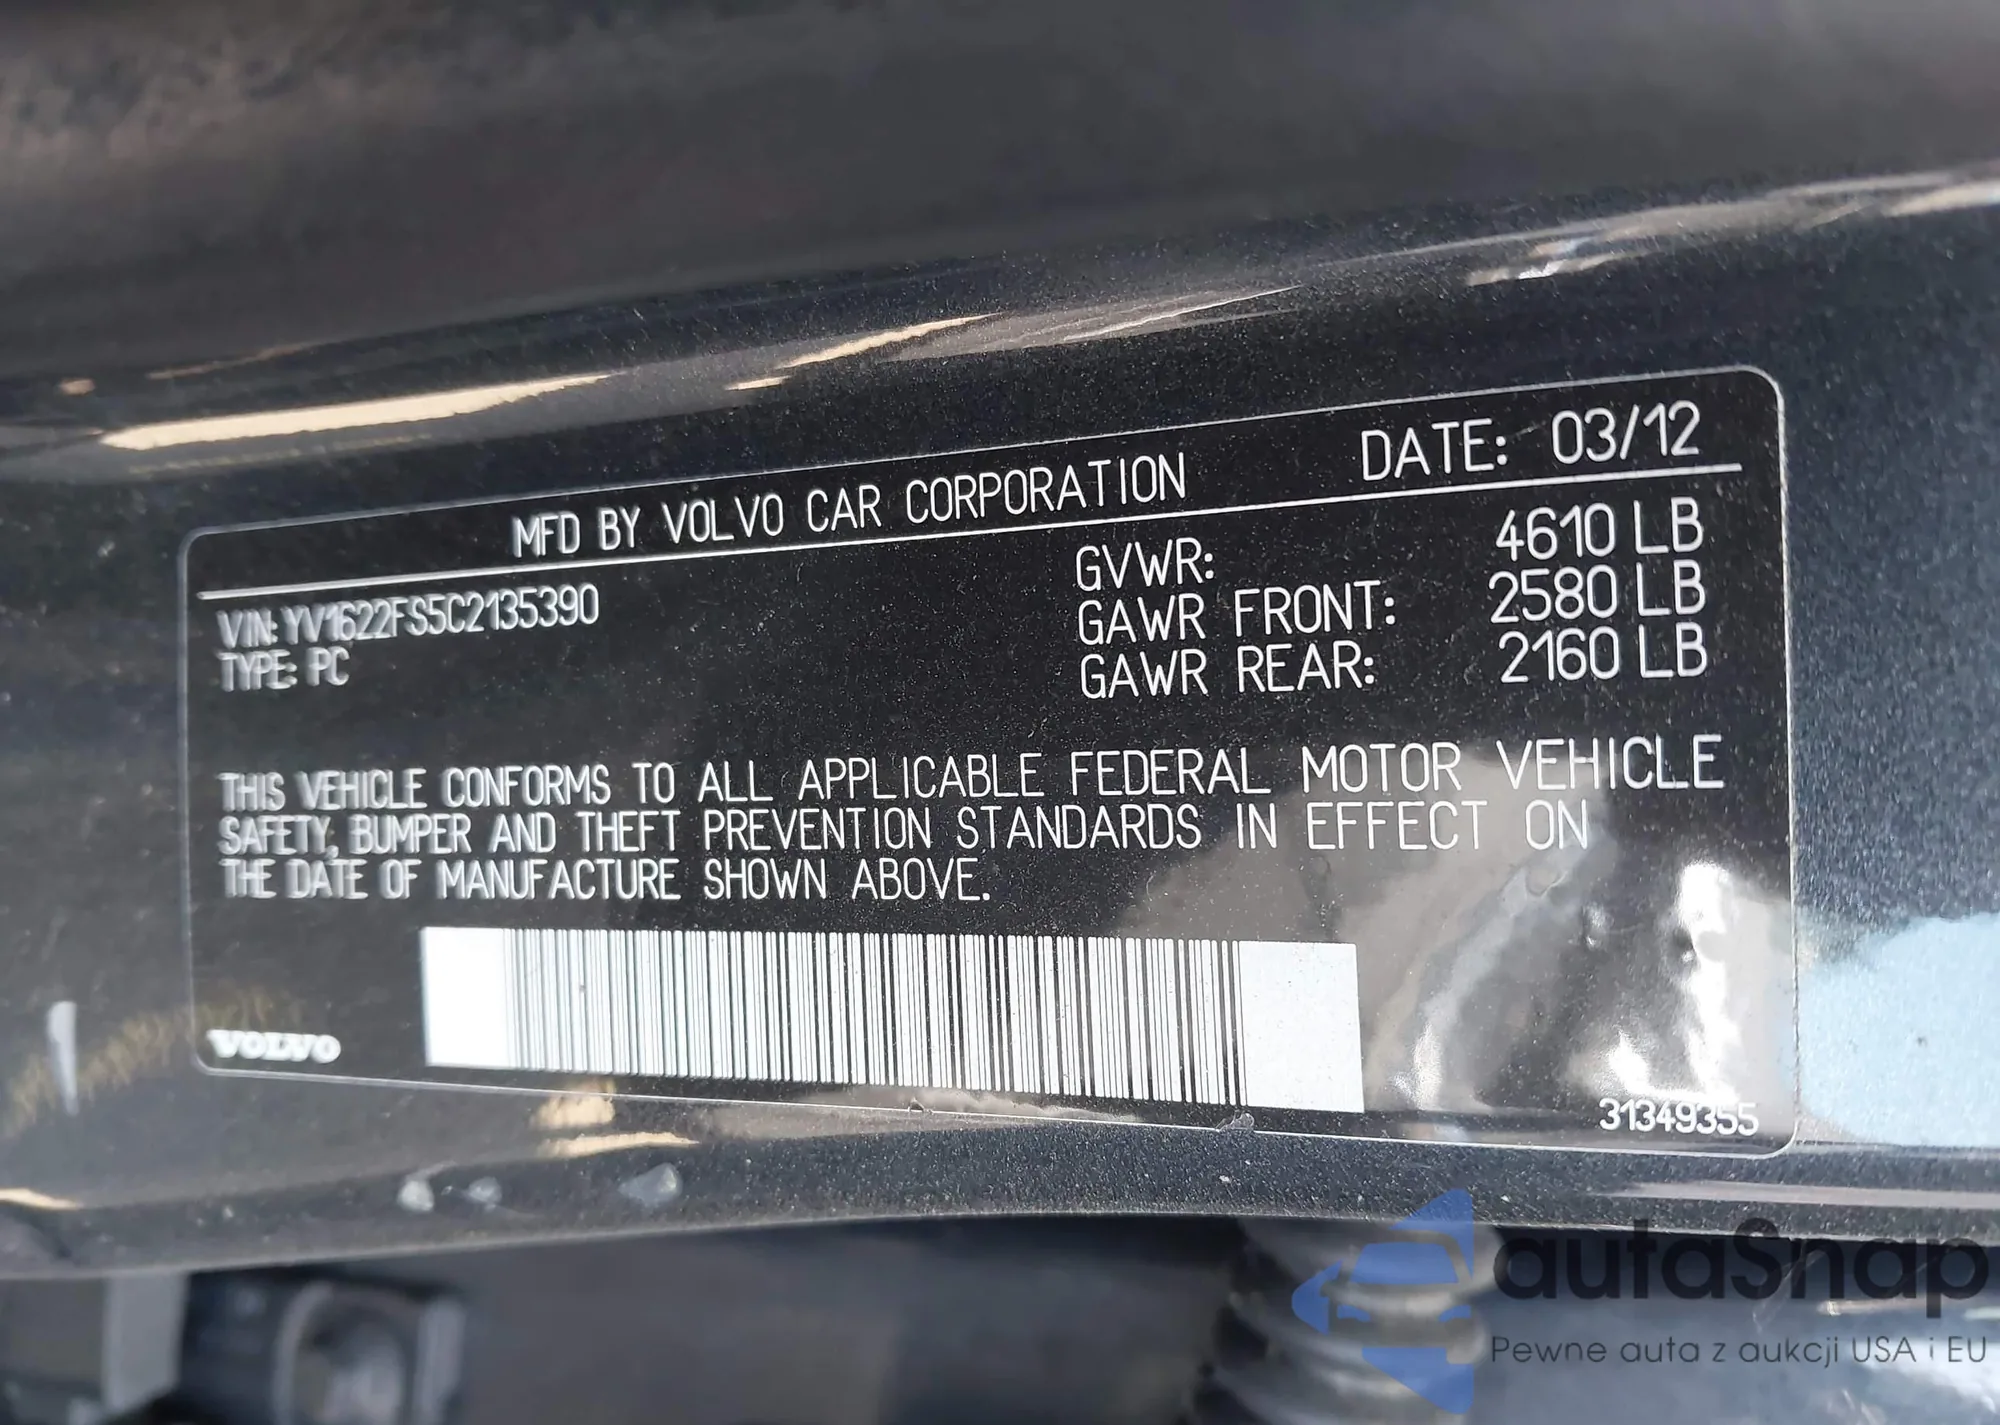 MFD BY VOLVO CAR CORPORATION DATE: 03/12
VIN: YV1622FS5C2135390
TYPE: PC
GVWR: 4610 LB
GAWR FRONT: 2580 LB
GAWR REAR: 2160 LB
THIS VEHICLE CONFORMS TO ALL APPLICABLE FEDERAL MOTOR VEHICLE
SAFETY, BUMPER AND THEFT PREVENTION STANDARDS IN EFFECT ON
THE DATE OF MANUFACTURE SHOWN ABOVE.
VOLVO
31349355
autaSnap
Pewne auta z aukcji USA i EU